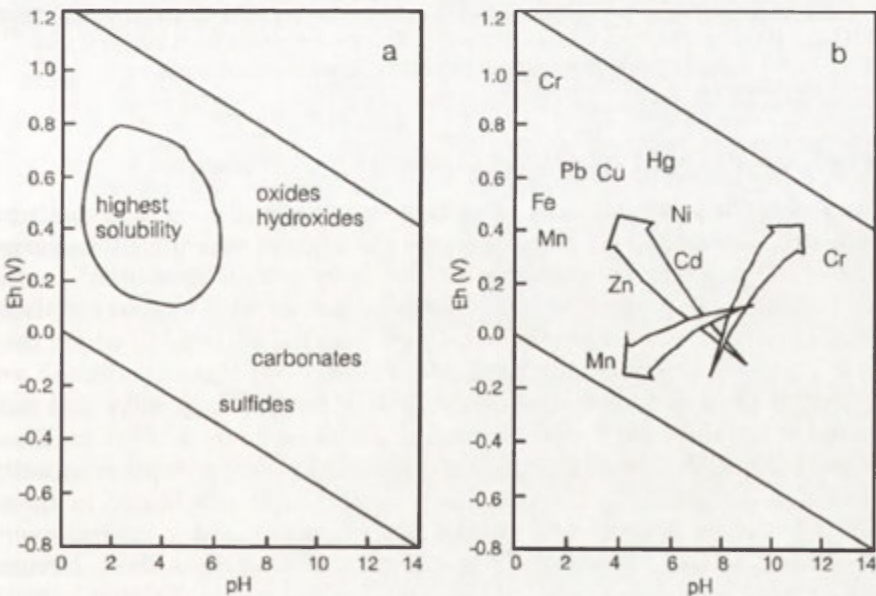 a
1.2
1.0
0.8
0.6
0.4
0.2
0.0
-0.2
-0.4
-0.6
-0.8
Eh (V)
highest
solubility
oxides
hydroxides
carbonates
sulfides
0 2 4 6 8 10 12 14
pH
b
1.2
1.0
0.8
0.6
0.4
0.2
0.0
-0.2
-0.4
-0.6
-0.8
Eh (V)
Cr
Pb Cu Hg
Fe
Mn
Ni
Cd
Zn
Cr
Mn
0 2 4 6 8 10 12 14
pH